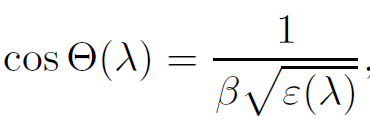 cos Θ(λ) = 1 / (β√ε(λ)),